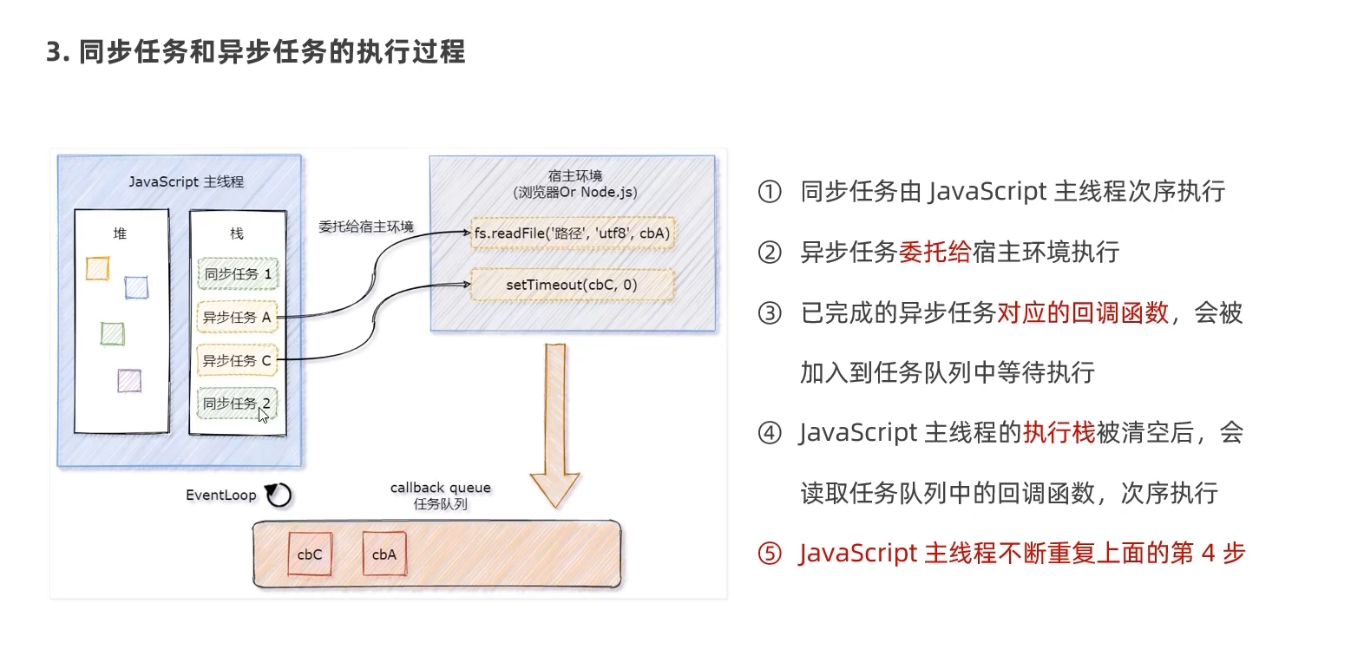 3. 同步任务和异步任务的执行过程
JavaScript 主线程
堆
栈
同步任务 1
异步任务 A
异步任务 C
同步任务 2
委托给宿主环境
宿主环境
(浏览器Or Node.js)
fs.readFile('路径', 'utf8', cbA)
setTimeout(cbC, 0)
EventLoop
callback queue
任务队列
cbC
cbA
① 同步任务由 JavaScript 主线程次序执行
② 异步任务委托给宿主环境执行
③ 已完成的异步任务对应的回调函数，会被
加入到任务队列中等待执行
④ JavaScript 主线程的执行栈被清空后，会
读取任务队列中的回调函数，次序执行
⑤ JavaScript 主线程不断重复上面的第 4 步